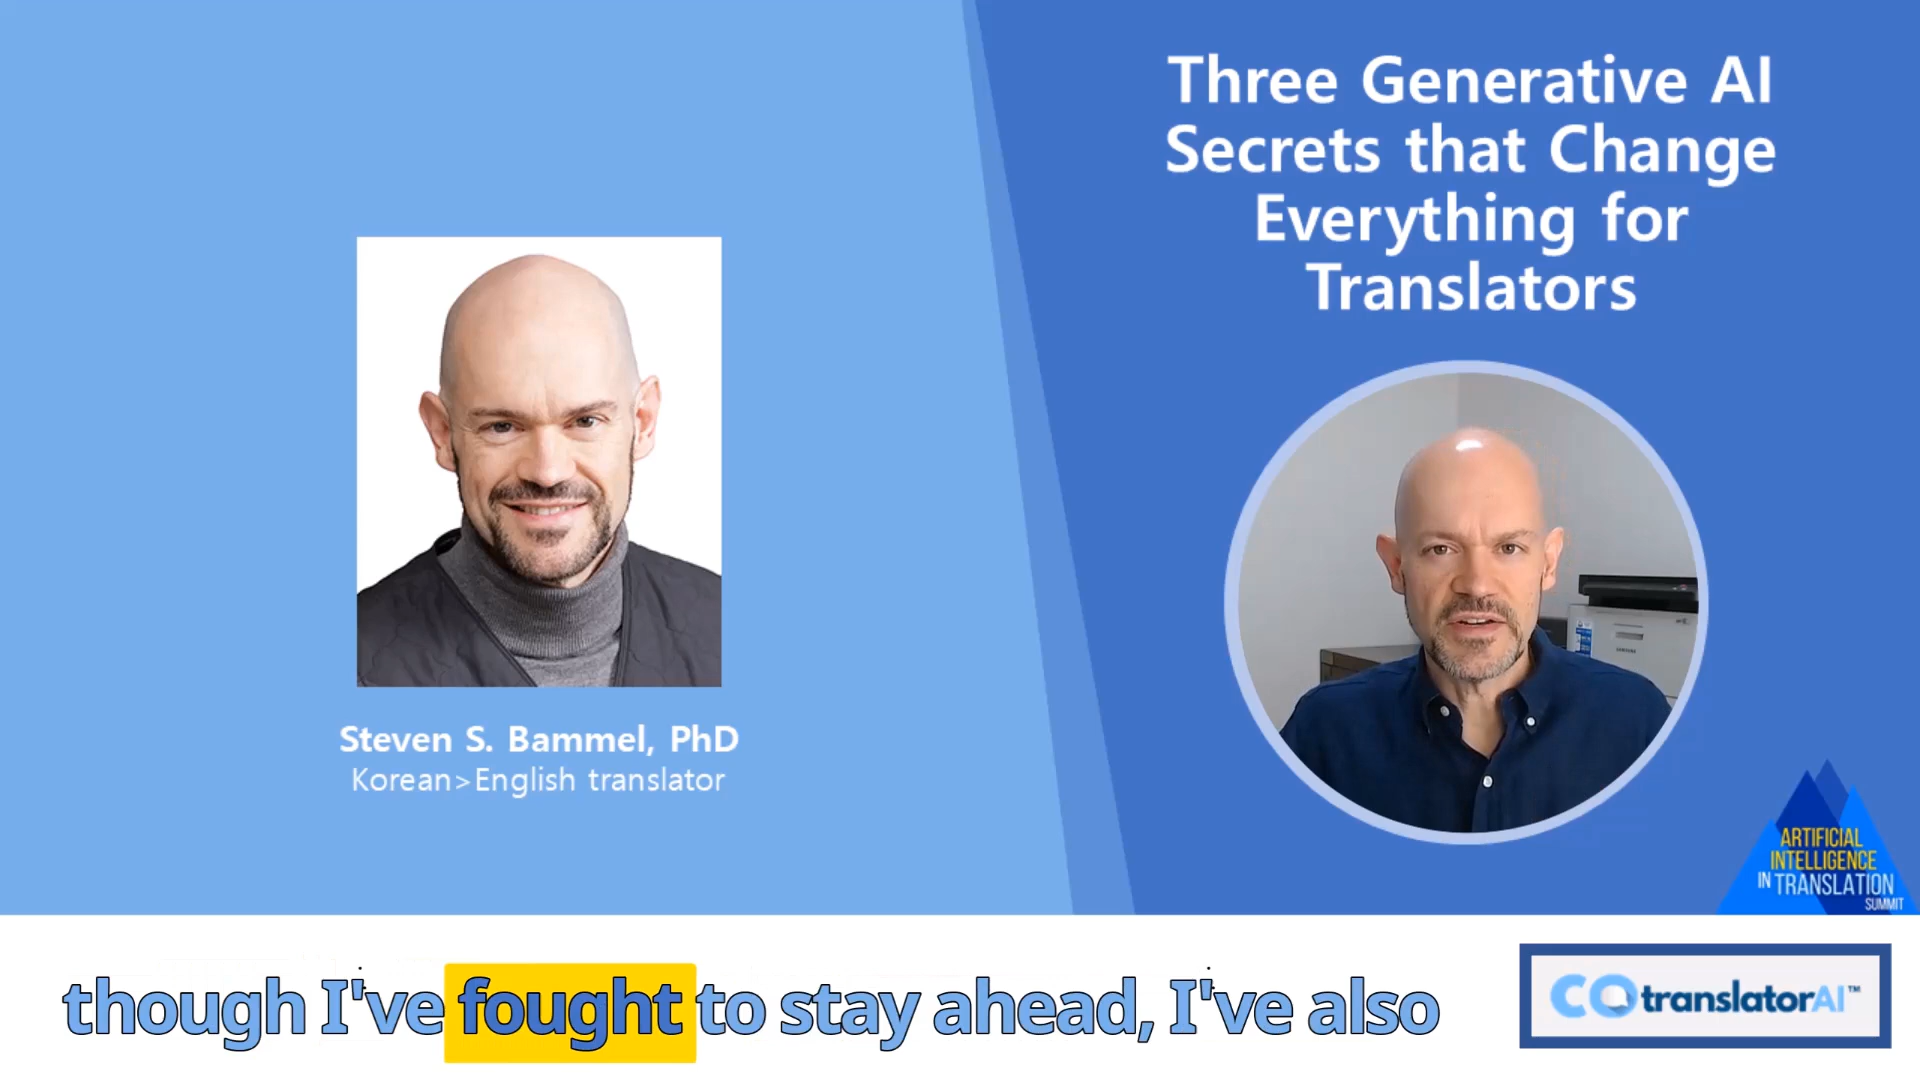 Three Generative AI
Secrets that Change
Everything for
Translators
Steven S. Bammel, PhD
Korean>English translator
SAMSUNG
ARTIFICIAL
INTELLIGENCE
IN TRANSLATION
SUMMIT
though I've fought to stay ahead, I've also
COtranslatorAI™